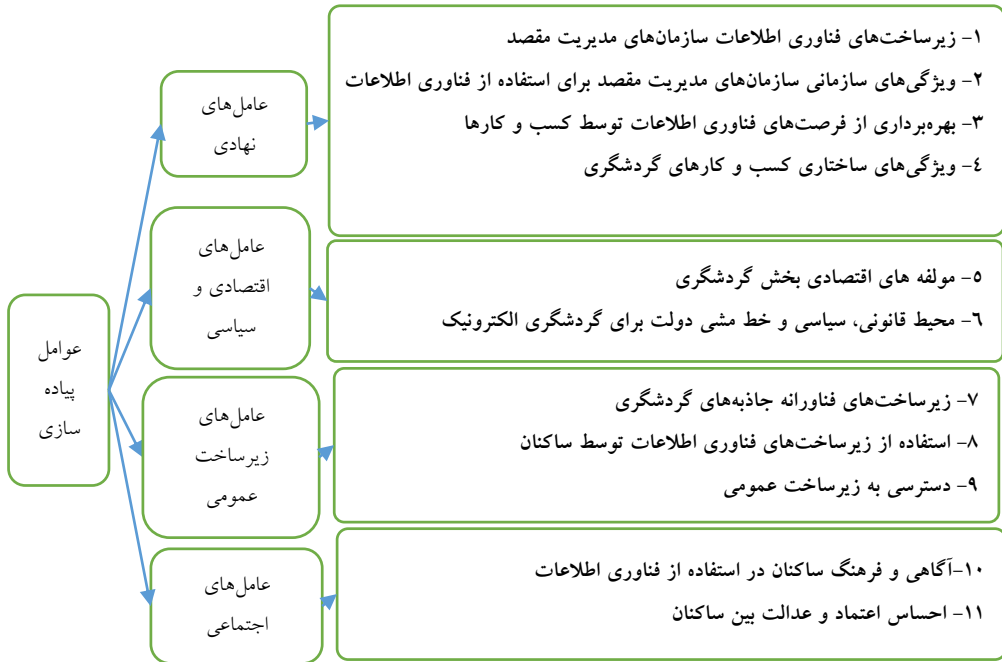 عوامل
پیاده
سازی
عامل‌های
نهادی
۱- زیرساخت‌های فناوری اطلاعات سازمان‌های مدیریت مقصد
۲- ویژگی‌های سازمانی سازمان‌های مدیریت مقصد برای استفاده از فناوری اطلاعات
۳- بهره‌برداری از فرصت‌های فناوری اطلاعات توسط کسب و کارها
٤- ویژگی‌های ساختاری کسب و کارهای گردشگری
عامل‌های
اقتصادی و
سیاسی
٥- مولفه های اقتصادی بخش گردشگری
٦- محیط قانونی، سیاسی و خط مشی دولت برای گردشگری الکترونیک
عامل‌های
زیرساخت
عمومی
۷- زیرساخت‌های فناورانه جاذبه‌های گردشگری
۸- استفاده از زیرساخت‌های فناوری اطلاعات توسط ساکنان
۹- دسترسی به زیرساخت عمومی
عامل‌های
اجتماعی
۱۰-آگاهی و فرهنگ ساکنان در استفاده از فناوری اطلاعات
۱۱- احساس اعتماد و عدالت بین ساکنان